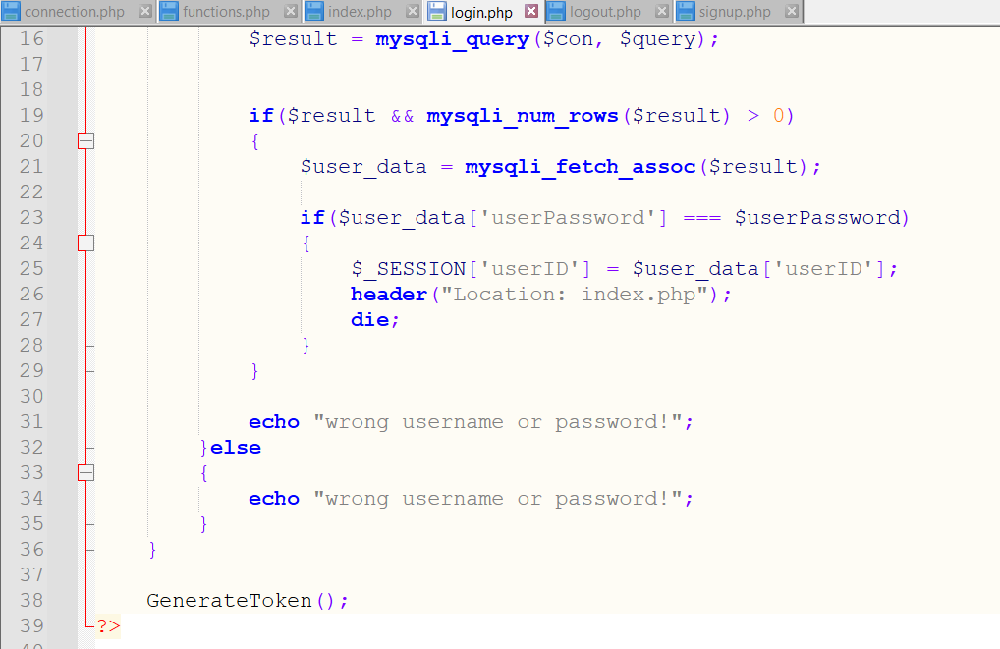 connection.php functions.php index.php login.php logout.php signup.php
16 $result = mysqli_query($con, $query);
17
18
19 if($result && mysqli_num_rows($result) > 0)
20 {
21 $user_data = mysqli_fetch_assoc($result);
22
23 if($user_data['userPassword'] === $userPassword)
24 {
25 $_SESSION['userID'] = $user_data['userID'];
26 header("Location: index.php");
27 die;
28 }
29 }
30
31 echo "wrong username or password!";
32 }else
33 {
34 echo "wrong username or password!";
35 }
36 }
37
38 GenerateToken();
39 ?>
40